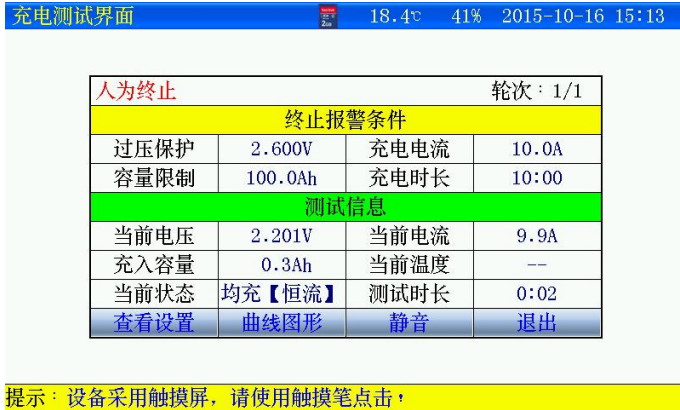 充电测试界面 18.4℃ 41% 2015-10-16 15:13
人为终止 轮次:1/1
终止报警条件
过压保护 2.600V 充电电流 10.0A
容量限制 100.0Ah 充电时长 10:00
测试信息
当前电压 2.201V 当前电流 9.9A
充入容量 0.3Ah 当前温度 --
当前状态 均充【恒流】 测试时长 0:02
查看设置 曲线图形 静音 退出
提示:设备采用触摸屏,请使用触摸笔点击!